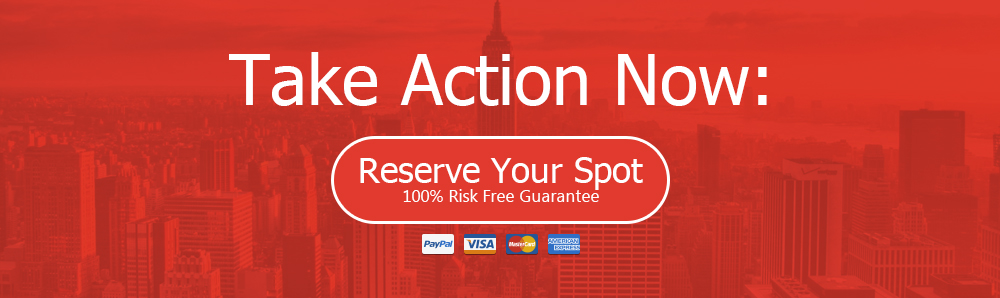 Take Action Now:
Reserve Your Spot
100% Risk Free Guarantee
PayPal VISA MasterCard AMERICAN EXPRESS